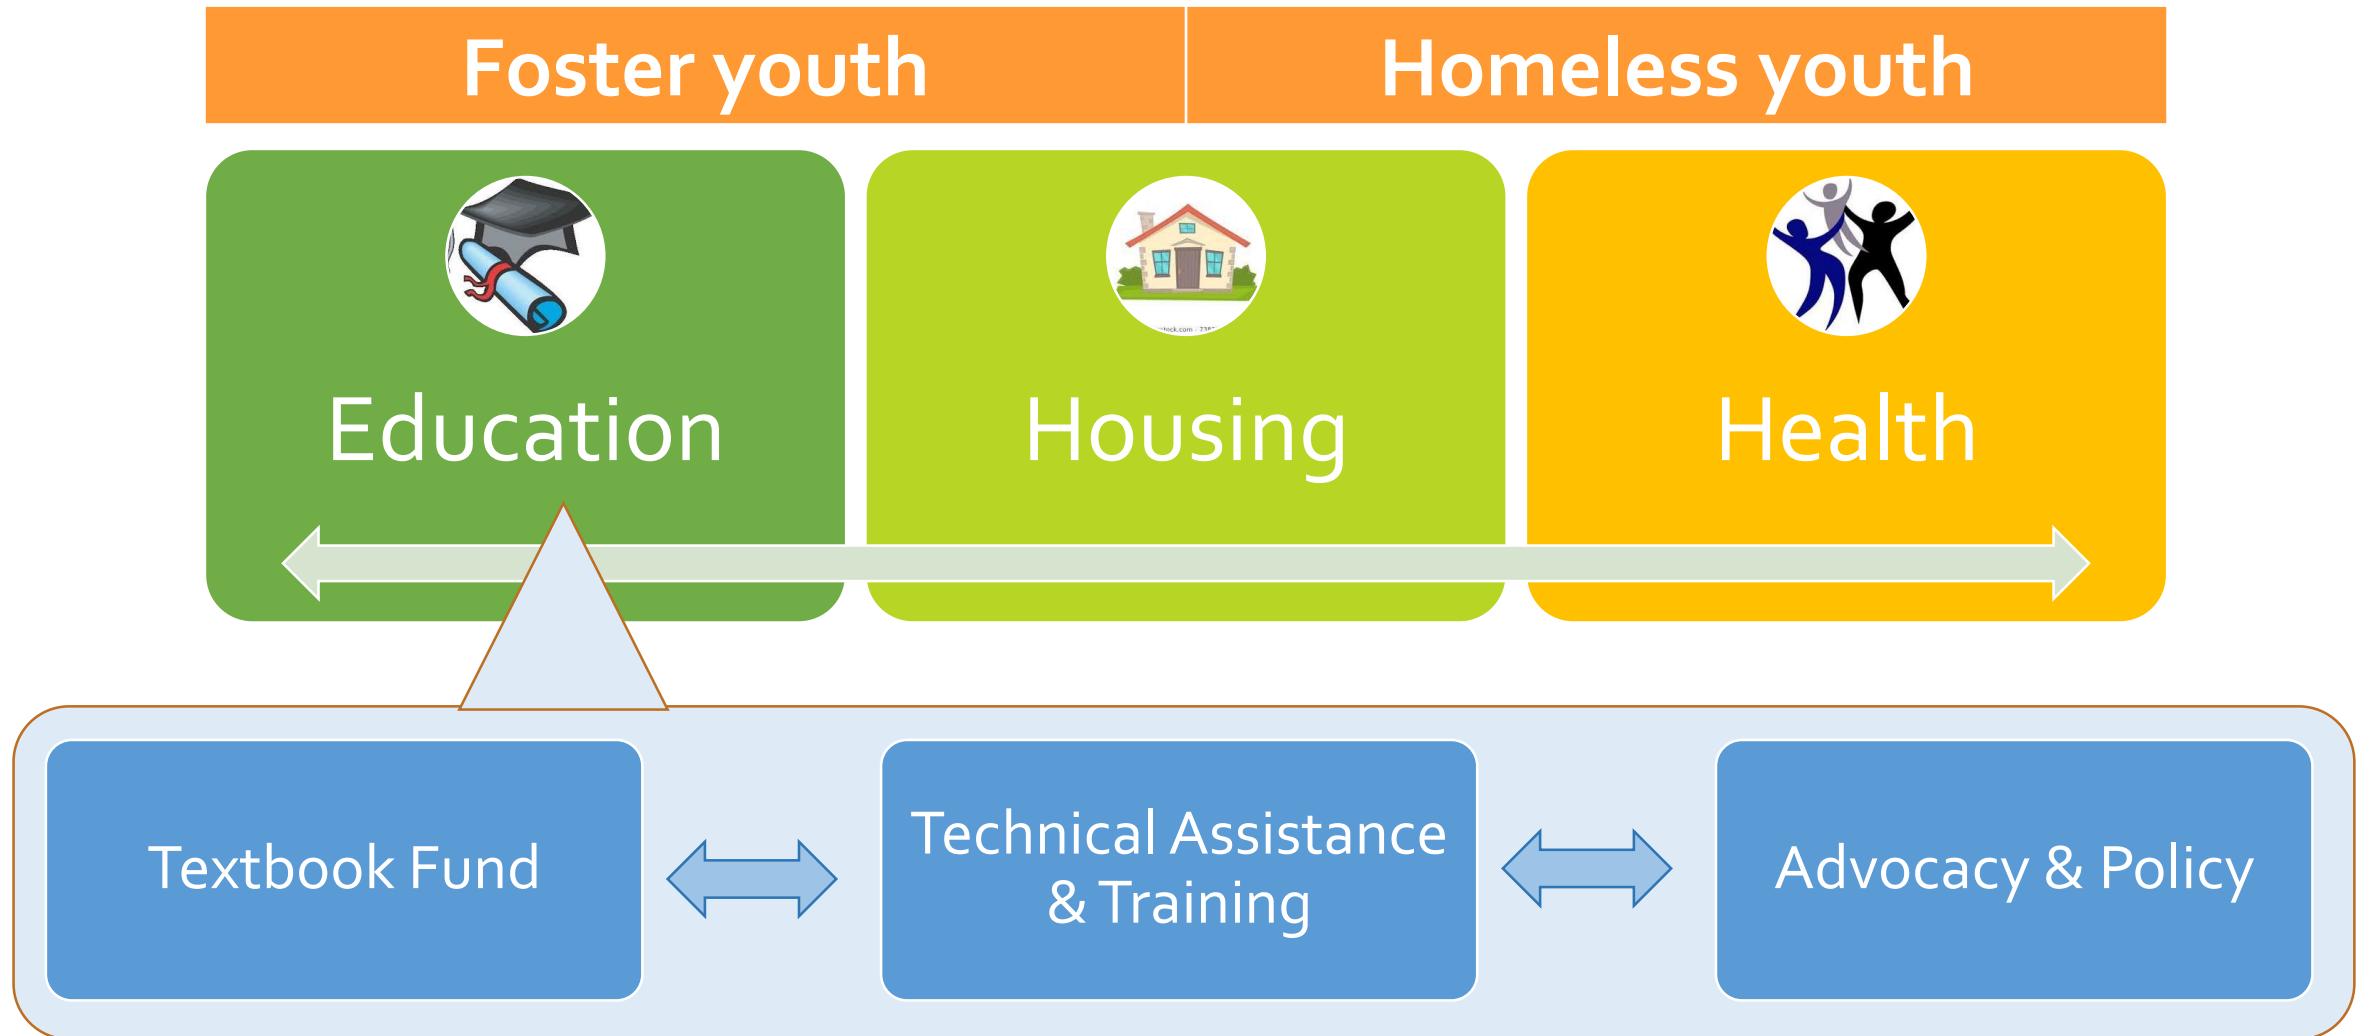 Foster youth
Homeless youth
Education
Housing
Health
Textbook Fund
Technical Assistance
& Training
Advocacy & Policy